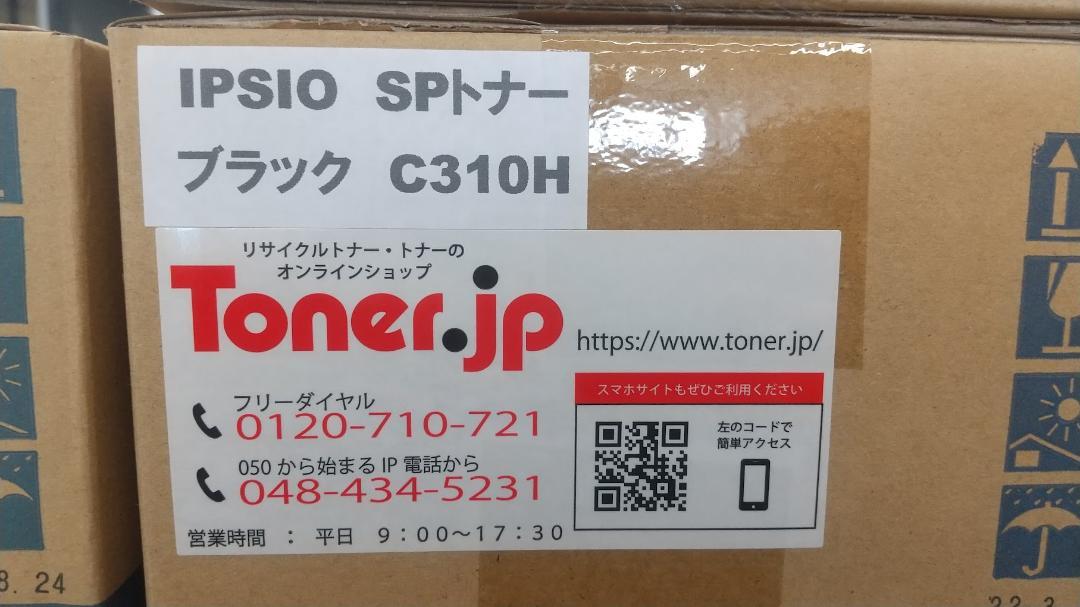 IPSIO SPトナー
ブラック C310H
リサイクルトナー・トナーの
オンラインショップ
Toner.jp
https://www.toner.jp/
スマホサイトもぜひご利用ください
フリーダイヤル
0120-710-721
左のコードで
簡単アクセス
050から始まるIP電話から
048-434-5231
営業時間 : 平日 9:00～17:30
8. 24